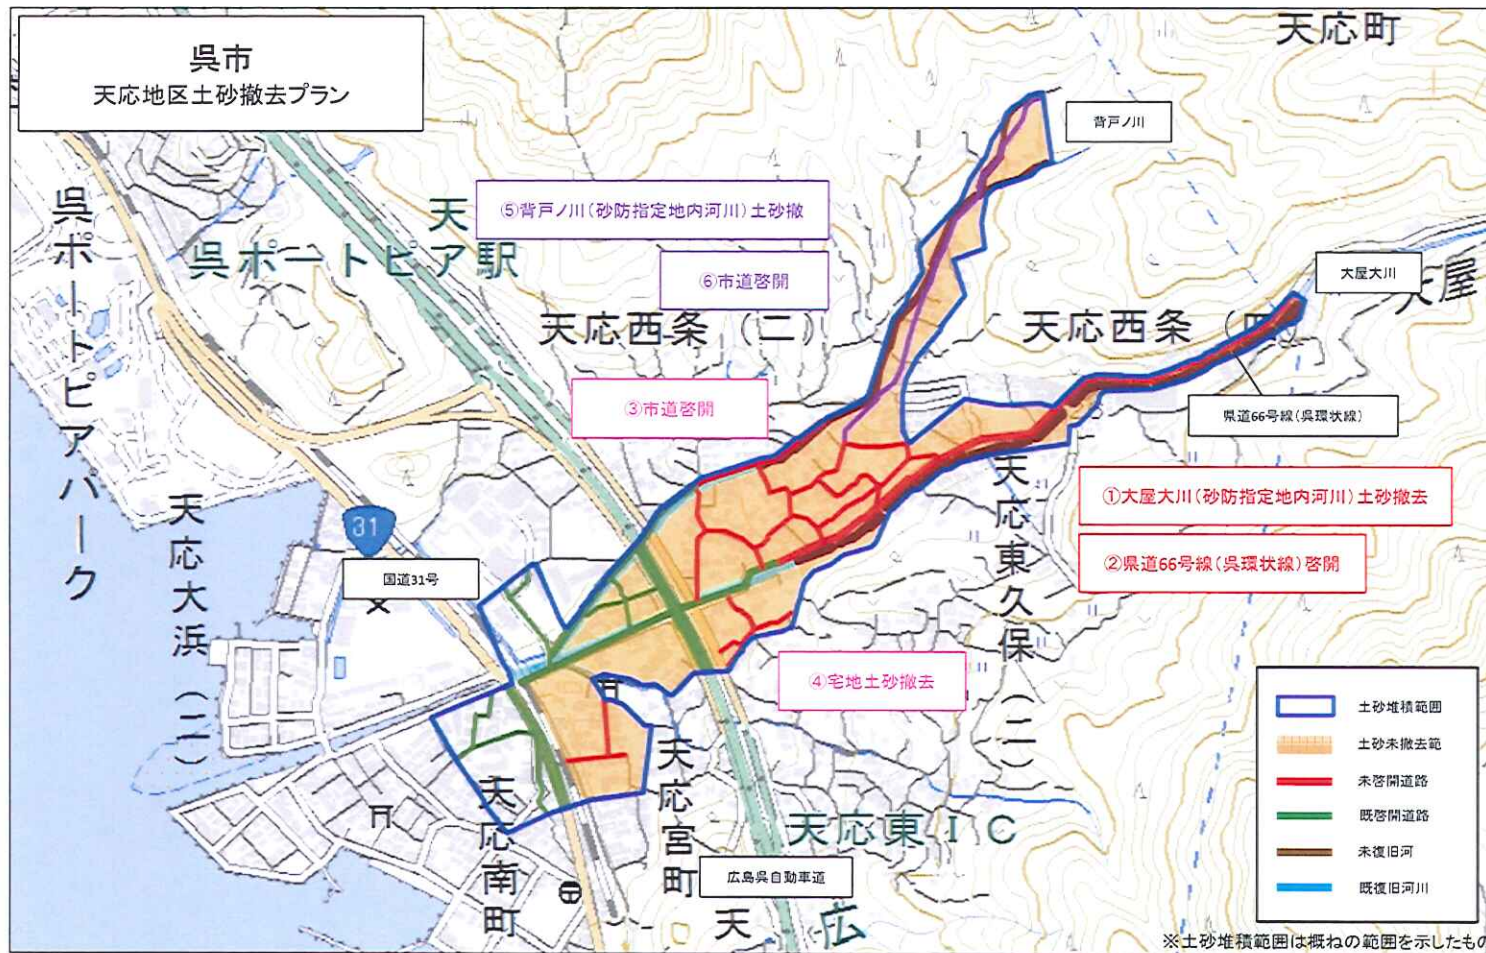 呉市
天応地区土砂撤去プラン
天応町
背戸ノ川
⑤背戸ノ川(砂防指定地内河川)土砂撤
天
呉ポートピア駅
⑥市道啓開
大屋大川
大屋
呉ポートピアパーク
天応西条(二)
天応西条(四)
③市道啓開
県道66号線(呉環状線)
①大屋大川(砂防指定地内河川)土砂撤去
②県道66号線(呉環状線)啓開
31
国道31号
天応大浜(二)
天応東久保(二)
④宅地土砂撤去
天応宮町
天応南町
天応東IC
広島呉自動車道
天
広
土砂堆積範囲
土砂未撤去範
未啓開道路
既啓開道路
未復旧河
既復旧河川
※土砂堆積範囲は概ねの範囲を示したもの